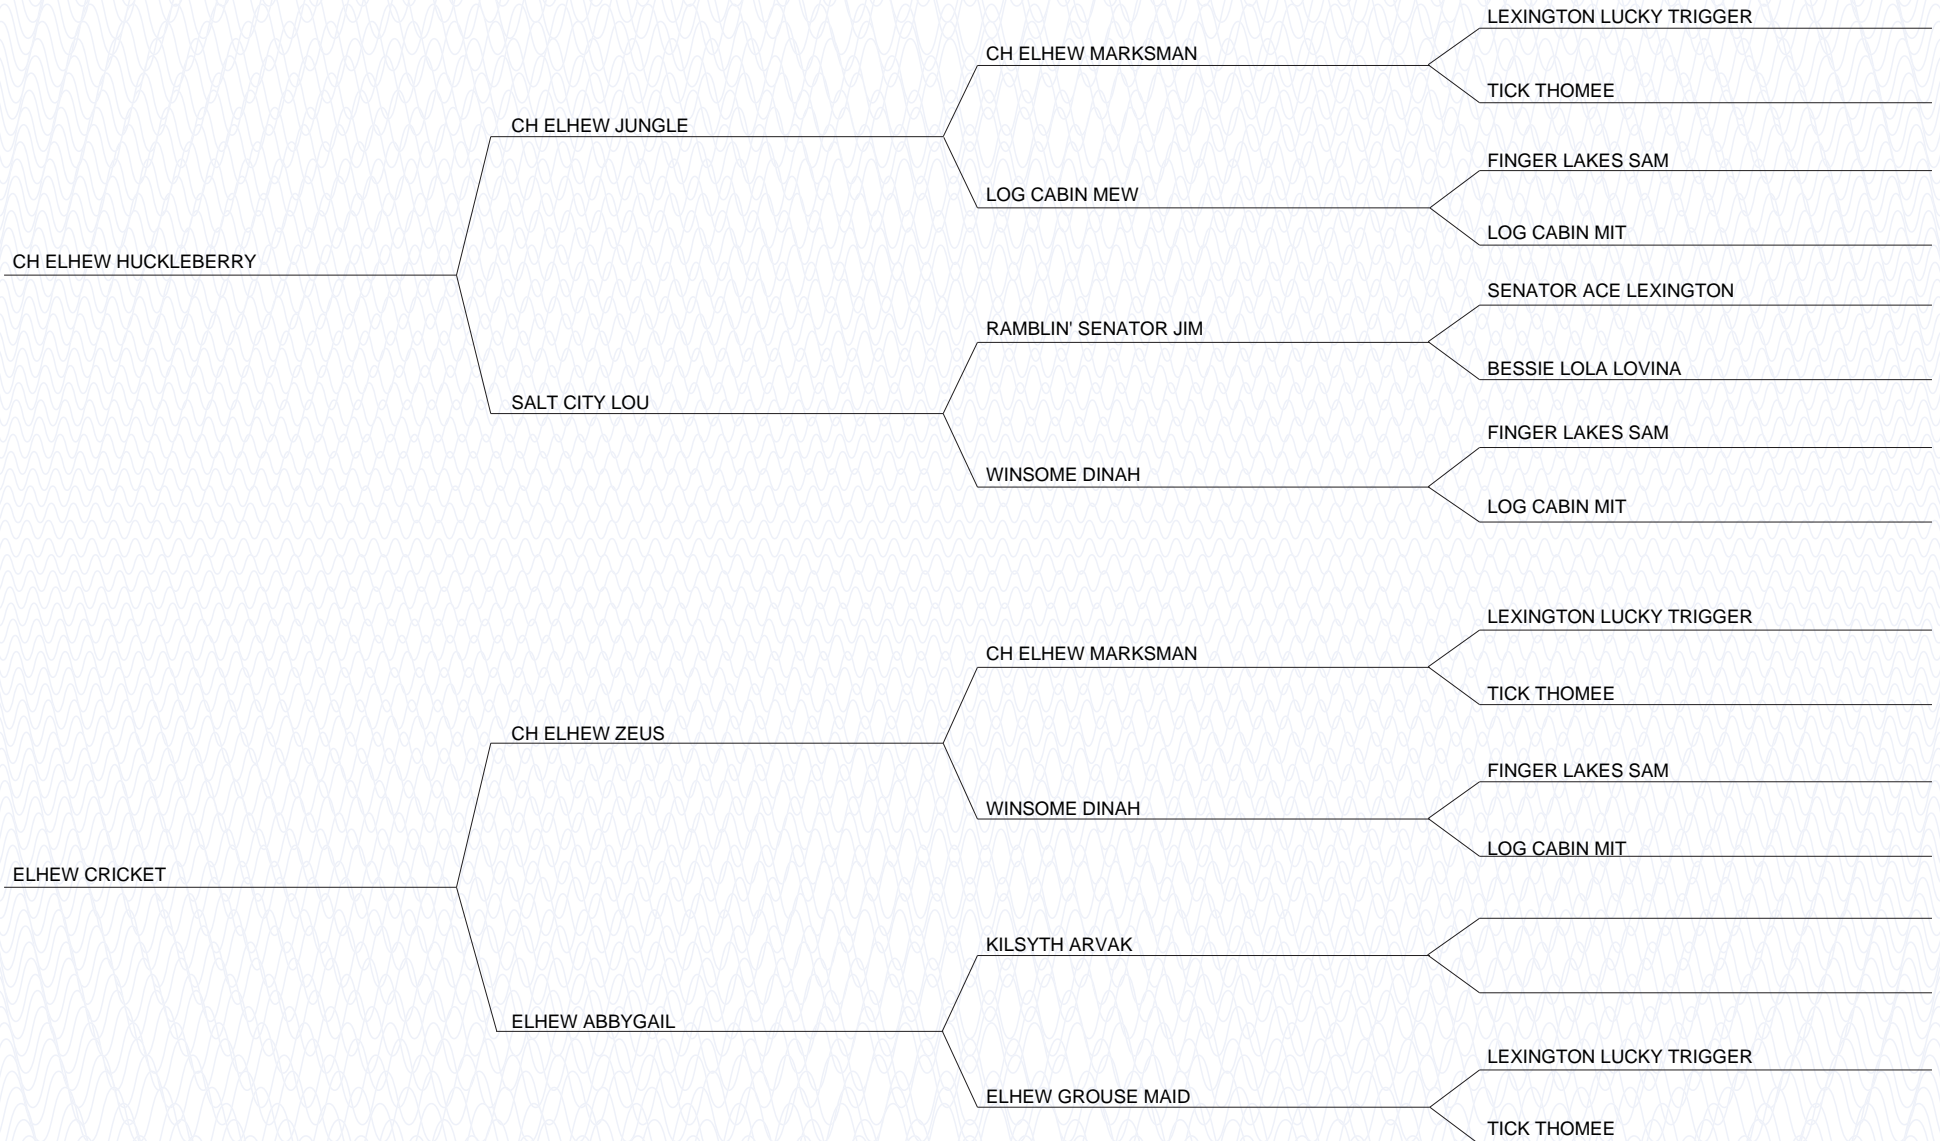 LEXINGTON LUCKY TRIGGER
CH ELHEW MARKSMAN
TICK THOMEE
CH ELHEW JUNGLE
FINGER LAKES SAM
LOG CABIN MEW
LOG CABIN MIT
CH ELHEW HUCKLEBERRY
SENATOR ACE LEXINGTON
RAMBLIN' SENATOR JIM
BESSIE LOLA LOVINA
SALT CITY LOU
FINGER LAKES SAM
WINSOME DINAH
LOG CABIN MIT
LEXINGTON LUCKY TRIGGER
CH ELHEW MARKSMAN
TICK THOMEE
CH ELHEW ZEUS
FINGER LAKES SAM
WINSOME DINAH
LOG CABIN MIT
ELHEW CRICKET
KILSYTH ARVAK
ELHEW ABBYGAIL
LEXINGTON LUCKY TRIGGER
ELHEW GROUSE MAID
TICK THOMEE